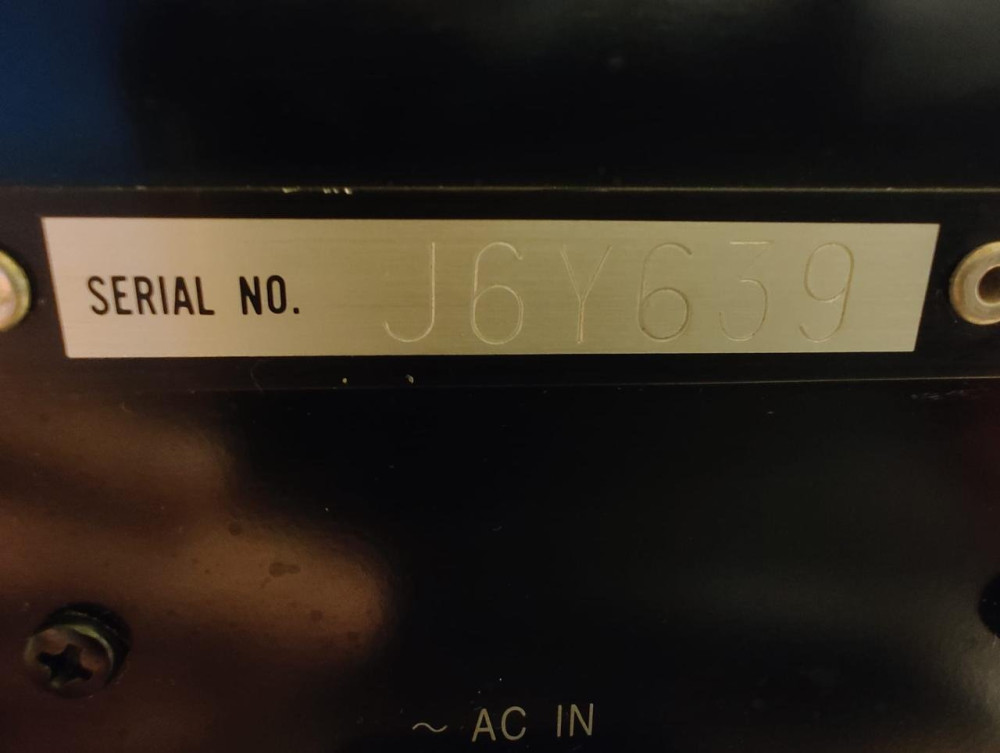 SERIAL NO. J6Y639
~ AC IN